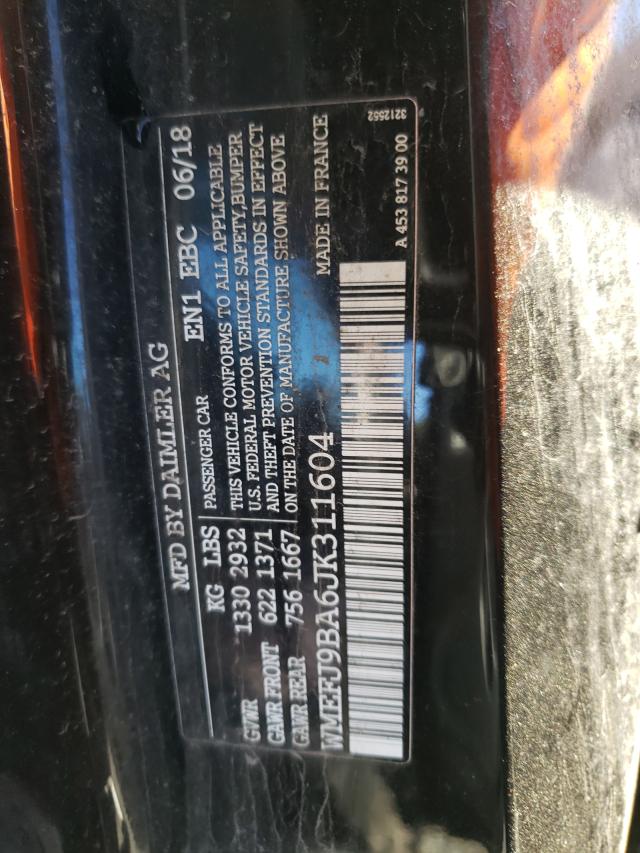 MFD BY DAIMLER AG EN1 EBC 06/18
KG LBS
GVWR 1330 2932
GAWR FRONT 622 1371
GAWR REAR 756 1667
PASSENGER CAR
THIS VEHICLE CONFORMS TO ALL APPLICABLE
U.S. FEDERAL MOTOR VEHICLE SAFETY,BUMPER
AND THEFT PREVENTION STANDARDS IN EFFECT
ON THE DATE OF MANUFACTURE SHOWN ABOVE
WMEFJ9BA6JK311604 MADE IN FRANCE
A 453 817 39 00
3212552